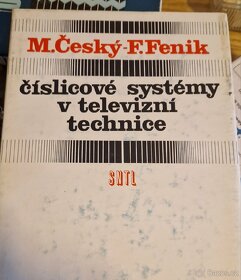 M.Český-F.Fenik
číslicové systémy
v televizní
technice
SNTL